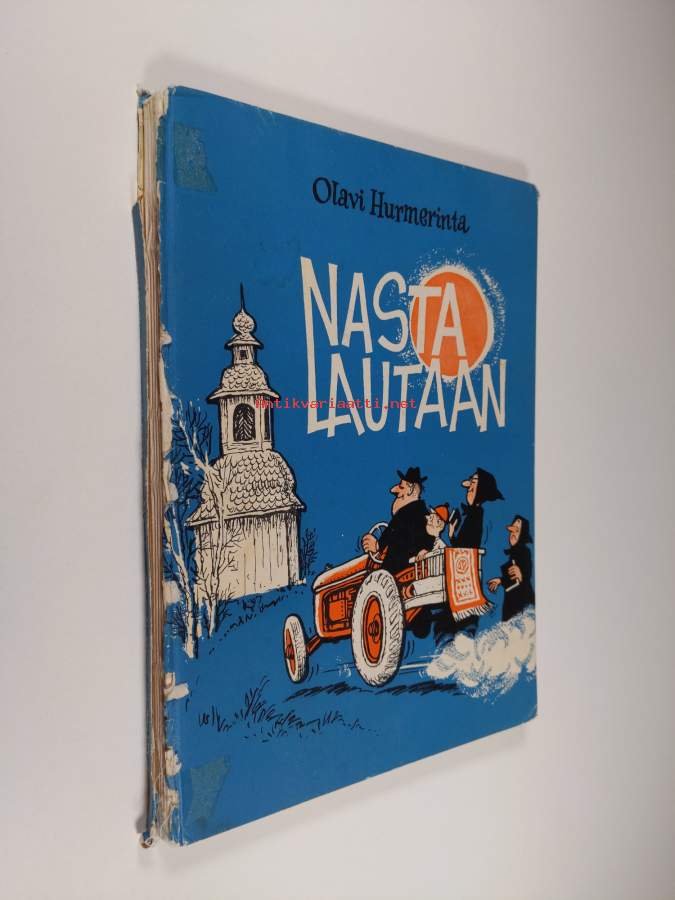 Olavi Hurmerinta
NASTA
LAUTAAN
antikvariaatti.net